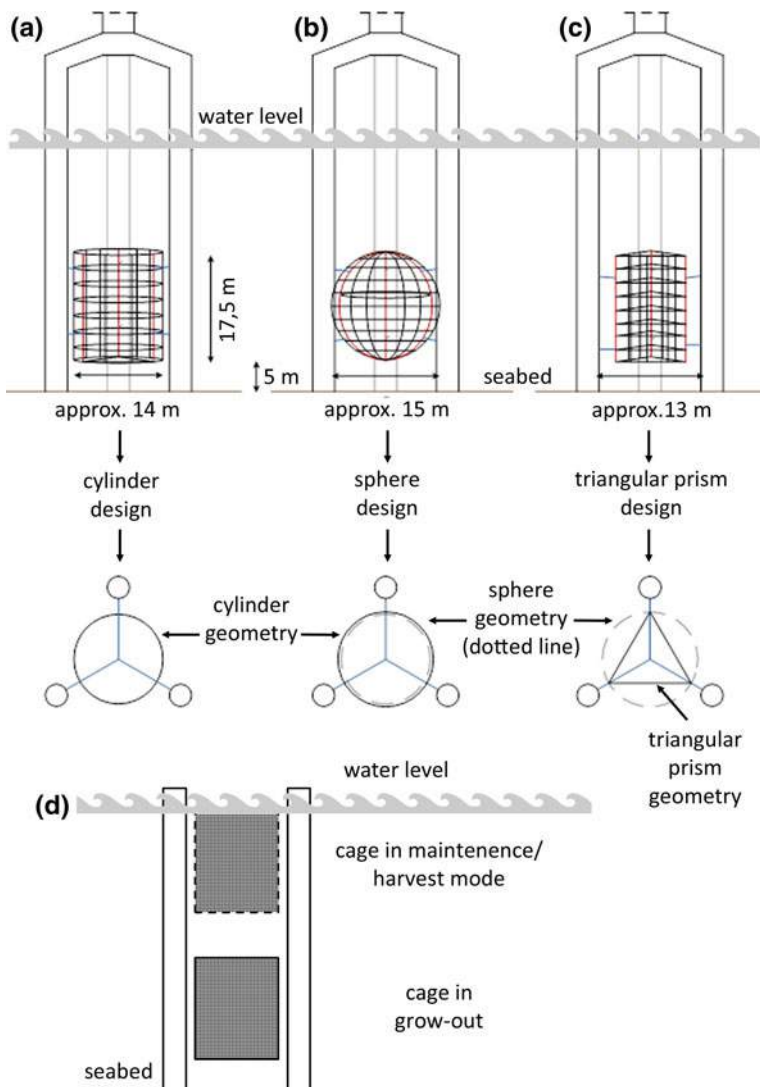 (a)
(b)
(c)
water level
17,5 m
5 m
seabed
approx. 14 m
approx. 15 m
approx.13 m
cylinder
design
sphere
design
triangular prism
design
cylinder
geometry
sphere
geometry
(dotted line)
triangular
prism
geometry
water level
(d)
cage in maintenence/
harvest mode
cage in
grow-out
seabed